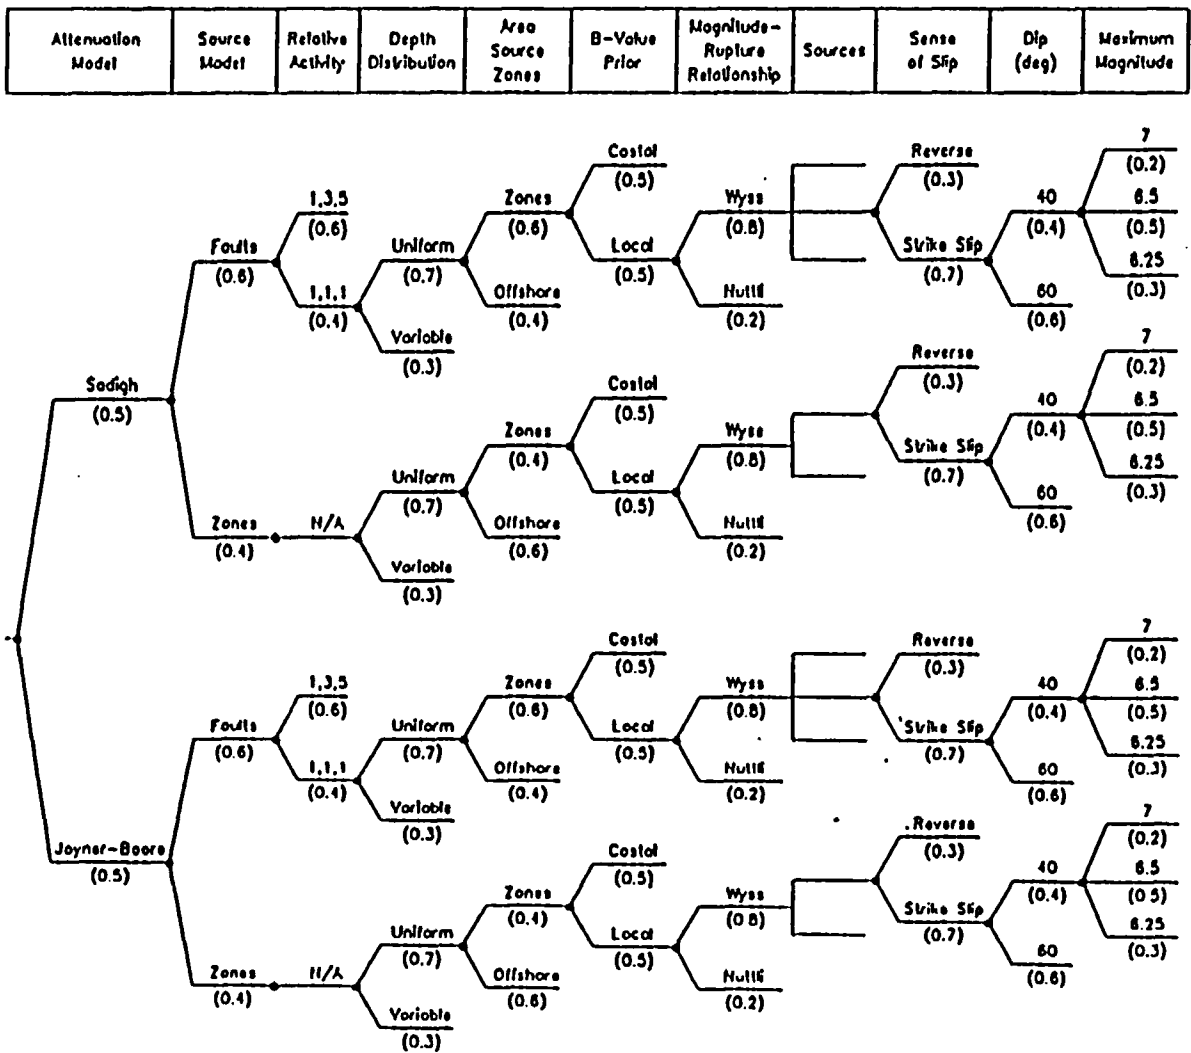 Attenuation
Model
Source
Model
Relative
Activity
Depth
Distribution
Area
Source
Zones
B-Value
Prior
Magnitude-
Rupture
Relationship
Sources
Sense
of Slip
Dip
(deg)
Maximum
Magnitude
Sadigh
(0.5)
Faults
(0.6)
1,3,5
(0.6)
1,1,1
(0.4)
Uniform
(0.7)
Variable
(0.3)
Zones
(0.6)
Offshore
(0.4)
Costal
(0.5)
Local
(0.5)
Wyss
(0.8)
Nuttli
(0.2)
Reverse
(0.3)
Strike Slip
(0.7)
40
(0.4)
60
(0.6)
7
(0.2)
6.5
(0.5)
6.25
(0.3)
Zones
(0.4)
N/A
Uniform
(0.7)
Variable
(0.3)
Zones
(0.4)
Offshore
(0.6)
Costal
(0.5)
Local
(0.5)
Wyss
(0.8)
Nuttli
(0.2)
Reverse
(0.3)
Strike Slip
(0.7)
40
(0.4)
60
(0.6)
7
(0.2)
6.5
(0.5)
6.25
(0.3)
Joyner-Boore
(0.5)
Faults
(0.6)
1,3,5
(0.6)
1,1,1
(0.4)
Uniform
(0.7)
Variable
(0.3)
Zones
(0.6)
Offshore
(0.4)
Costal
(0.5)
Local
(0.5)
Wyss
(0.8)
Nuttli
(0.2)
Reverse
(0.3)
Strike Slip
(0.7)
40
(0.4)
60
(0.6)
7
(0.2)
6.5
(0.5)
6.25
(0.3)
Zones
(0.4)
N/A
Uniform
(0.7)
Variable
(0.3)
Zones
(0.4)
Offshore
(0.6)
Costal
(0.5)
Local
(0.5)
Wyss
(0.8)
Nuttli
(0.2)
Reverse
(0.3)
Strike Slip
(0.7)
40
(0.4)
60
(0.6)
7
(0.2)
6.5
(0.5)
6.25
(0.3)